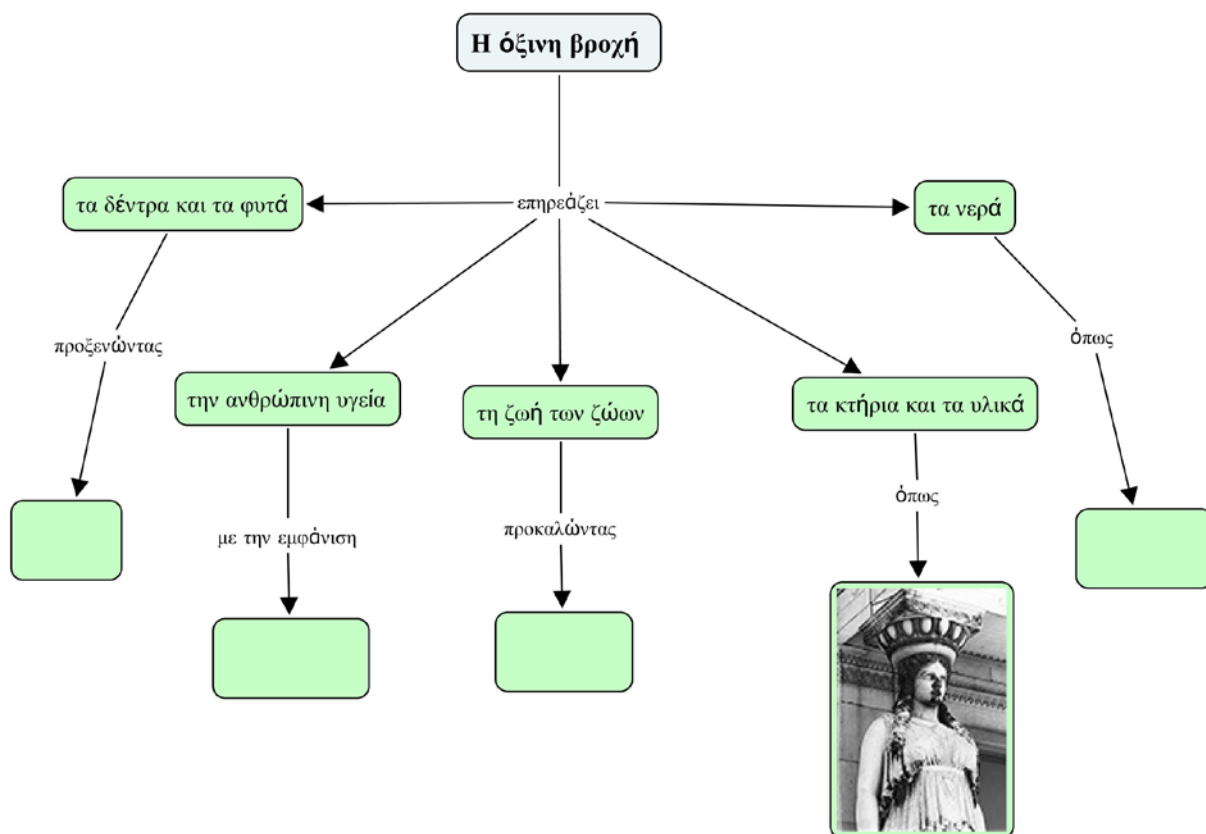 Η όξινη βροχή
τα δέντρα και τα φυτά
επηρεάζει
τα νερά
προξενώντας
όπως
την ανθρώπινη υγεία
τη ζωή των ζώων
τα κτήρια και τα υλικά
όπως
με την εμφάνιση
προκαλώντας